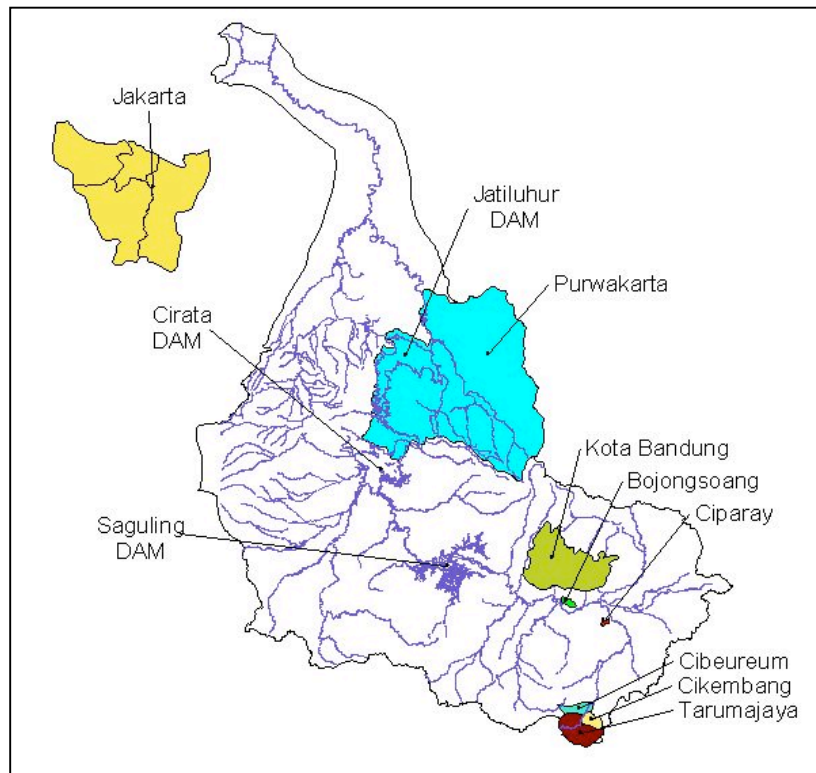 Jakarta
Jatiluhur
DAM
Purwakarta
Cirata
DAM
Kota Bandung
Bojongsoang
Ciparay
Saguling
DAM
Cibeureum
Cikembang
Tarumajaya